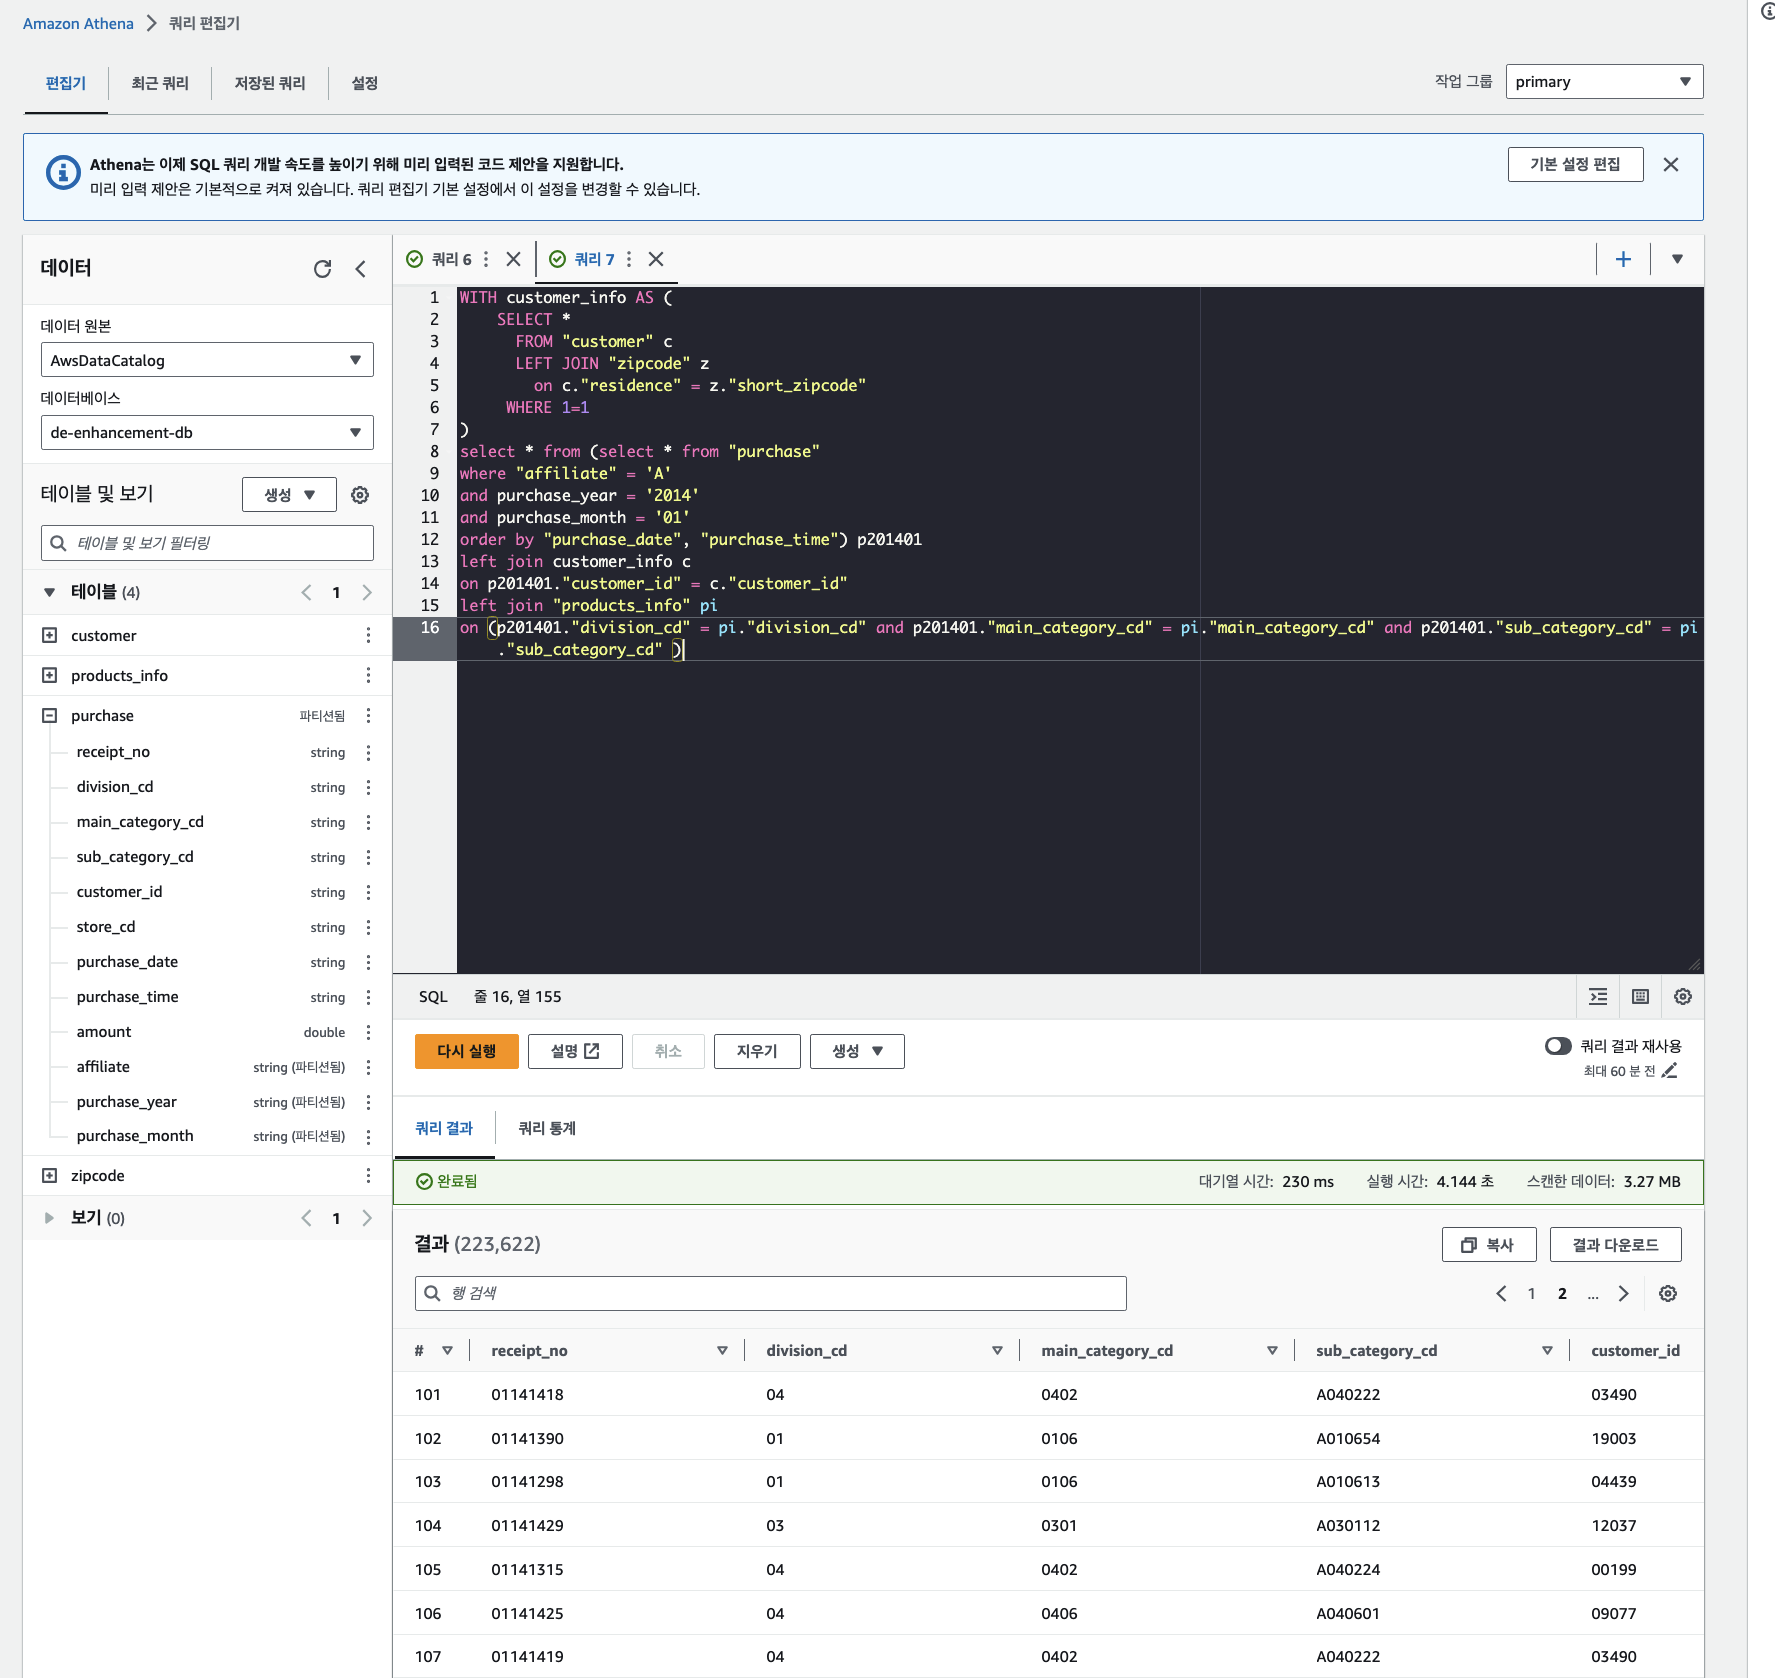 Amazon Athena > 쿼리 편집기
편집기
최근 쿼리
저장된 쿼리
설정
작업 그룹
primary
Athena는 이제 SQL 쿼리 개발 속도를 높이기 위해 미리 입력된 코드 제안을 지원합니다.
미리 입력 제안은 기본적으로 켜져 있습니다. 쿼리 편집기 기본 설정에서 이 설정을 변경할 수 있습니다.
기본 설정 편집
데이터
데이터 원본
AwsDataCatalog
데이터베이스
de-enhancement-db
테이블 및 보기
생성
테이블 및 보기 필터링
테이블 (4)
1
customer
products_info
purchase 파티션됨
receipt_no string
division_cd string
main_category_cd string
sub_category_cd string
customer_id string
store_cd string
purchase_date string
purchase_time string
amount double
affiliate string (파티션됨)
purchase_year string (파티션됨)
purchase_month string (파티션됨)
zipcode
보기 (0)
1
쿼리 6
쿼리 7
1 WITH customer_info AS (
2 SELECT *
3 FROM "customer" c
4 LEFT JOIN "zipcode" z
5 on c."residence" = z."short_zipcode"
6 WHERE 1=1
7 )
8 select * from (select * from "purchase"
9 where "affiliate" = 'A'
10 and purchase_year = '2014'
11 and purchase_month = '01'
12 order by "purchase_date", "purchase_time") p201401
13 left join customer_info c
14 on p201401."customer_id" = c."customer_id"
15 left join "products_info" pi
16 on (p201401."division_cd" = pi."division_cd" and p201401."main_category_cd" = pi."main_category_cd" and p201401."sub_category_cd" = pi
."sub_category_cd" )
SQL 줄 16, 열 155
다시 실행
설명
취소
지우기
생성
쿼리 결과 재사용
최대 60 분 전
쿼리 결과
쿼리 통계
완료됨
대기열 시간: 230 ms
실행 시간: 4.144 초
스캔한 데이터: 3.27 MB
결과 (223,622)
복사
결과 다운로드
행 검색
1 2 ...
# receipt_no division_cd main_category_cd sub_category_cd customer_id
101 01141418 04 0402 A040222 03490
102 01141390 01 0106 A010654 19003
103 01141298 01 0106 A010613 04439
104 01141429 03 0301 A030112 12037
105 01141315 04 0402 A040224 00199
106 01141425 04 0406 A040601 09077
107 01141419 04 0402 A040222 03490